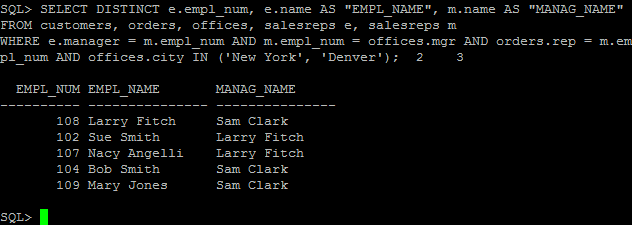 SQL> SELECT DISTINCT e.empl_num, e.name AS "EMPL_NAME", m.name AS "MANAG_NAME"
FROM customers, orders, offices, salesreps e, salesreps m
WHERE e.manager = m.empl_num AND m.empl_num = offices.mgr AND orders.rep = m.em
pl_num AND offices.city IN ('New York', 'Denver');  2    3
EMPL_NUM EMPL_NAME       MANAG_NAME
---------- --------------- ---------------
108 Larry Fitch     Sam Clark
102 Sue Smith       Larry Fitch
107 Nacy Angelli    Larry Fitch
104 Bob Smith       Sam Clark
109 Mary Jones      Sam Clark
SQL>